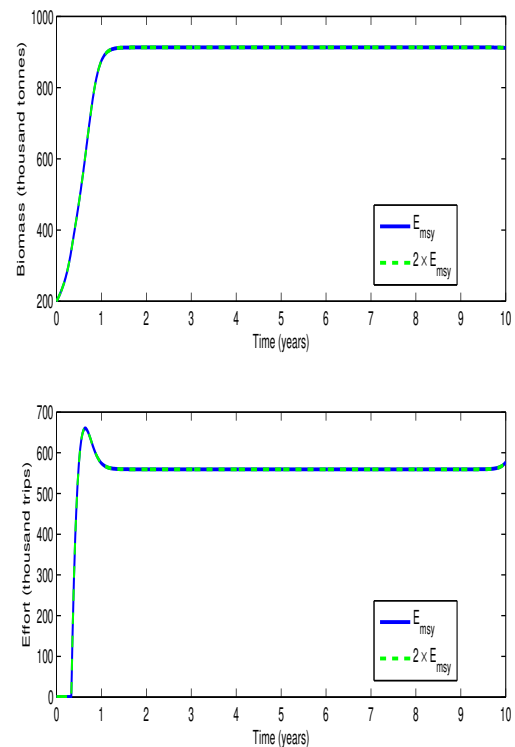 1000
800
600
400
200
Biomass (thousand tonnes)
E_msy
2 × E_msy
0 1 2 3 4 5 6 7 8 9 10
Time (years)
700
600
500
400
300
200
100
0
Effort (thousand trips)
E_msy
2 × E_msy
0 1 2 3 4 5 6 7 8 9 10
Time (years)